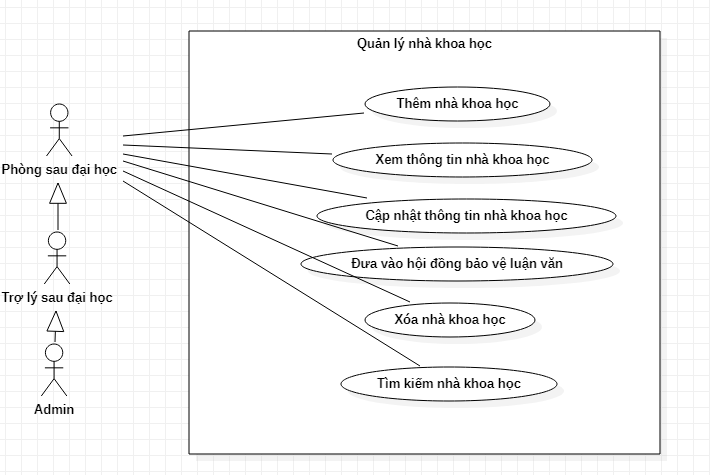 Quản lý nhà khoa học
Thêm nhà khoa học
Xem thông tin nhà khoa học
Phòng sau đại học
Cập nhật thông tin nhà khoa học
Đưa vào hội đồng bảo vệ luận văn
Trợ lý sau đại học
Xóa nhà khoa học
Tìm kiếm nhà khoa học
Admin